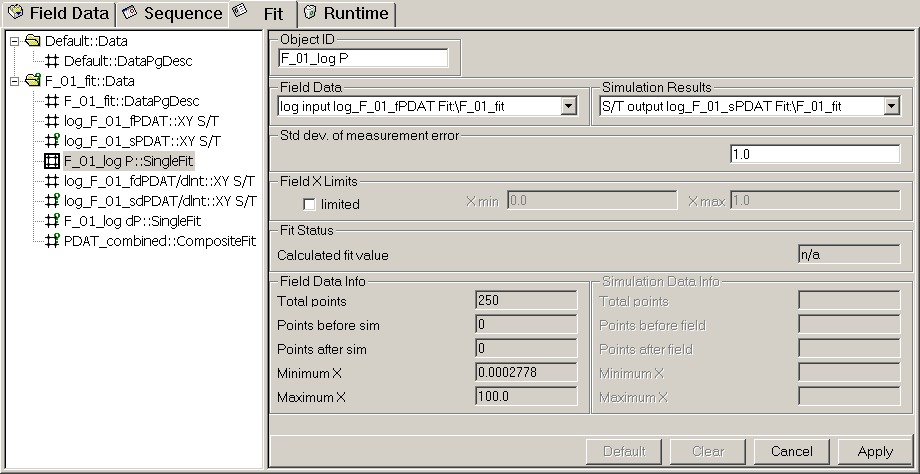 Field Data Sequence Fit Runtime
Default::Data
Default::DataPgDesc
F_01_fit::Data
F_01_fit::DataPgDesc
log_F_01_fPDAT::XY S/T
log_F_01_sPDAT::XY S/T
F_01_log P::SingleFit
log_F_01_fdPDAT/dlnt::XY S/T
log_F_01_sdPDAT/dlnt::XY S/T
F_01_log dP::SingleFit
PDAT_combined::CompositeFit
Object ID
F_01_log P
Field Data
log input log_F_01_fPDAT Fit\F_01_fit
Simulation Results
S/T output log_F_01_sPDAT Fit\F_01_fit
Std dev. of measurement error
1.0
Field X Limits
limited X min 0.0 X max 1.0
Fit Status
Calculated fit value n/a
Field Data Info
Total points 250
Points before sim 0
Points after sim 0
Minimum X 0.0002778
Maximum X 100.0
Simulation Data Info
Total points
Points before field
Points after field
Minimum X
Maximum X
Default Clear Cancel Apply